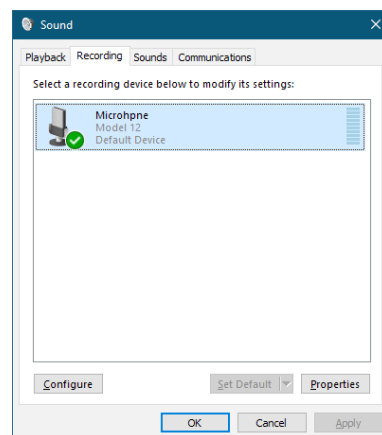 Sound
Playback Recording Sounds Communications
Select a recording device below to modify its settings:
Microhpne
Model 12
Default Device
Configure Set Default Properties
OK Cancel Apply